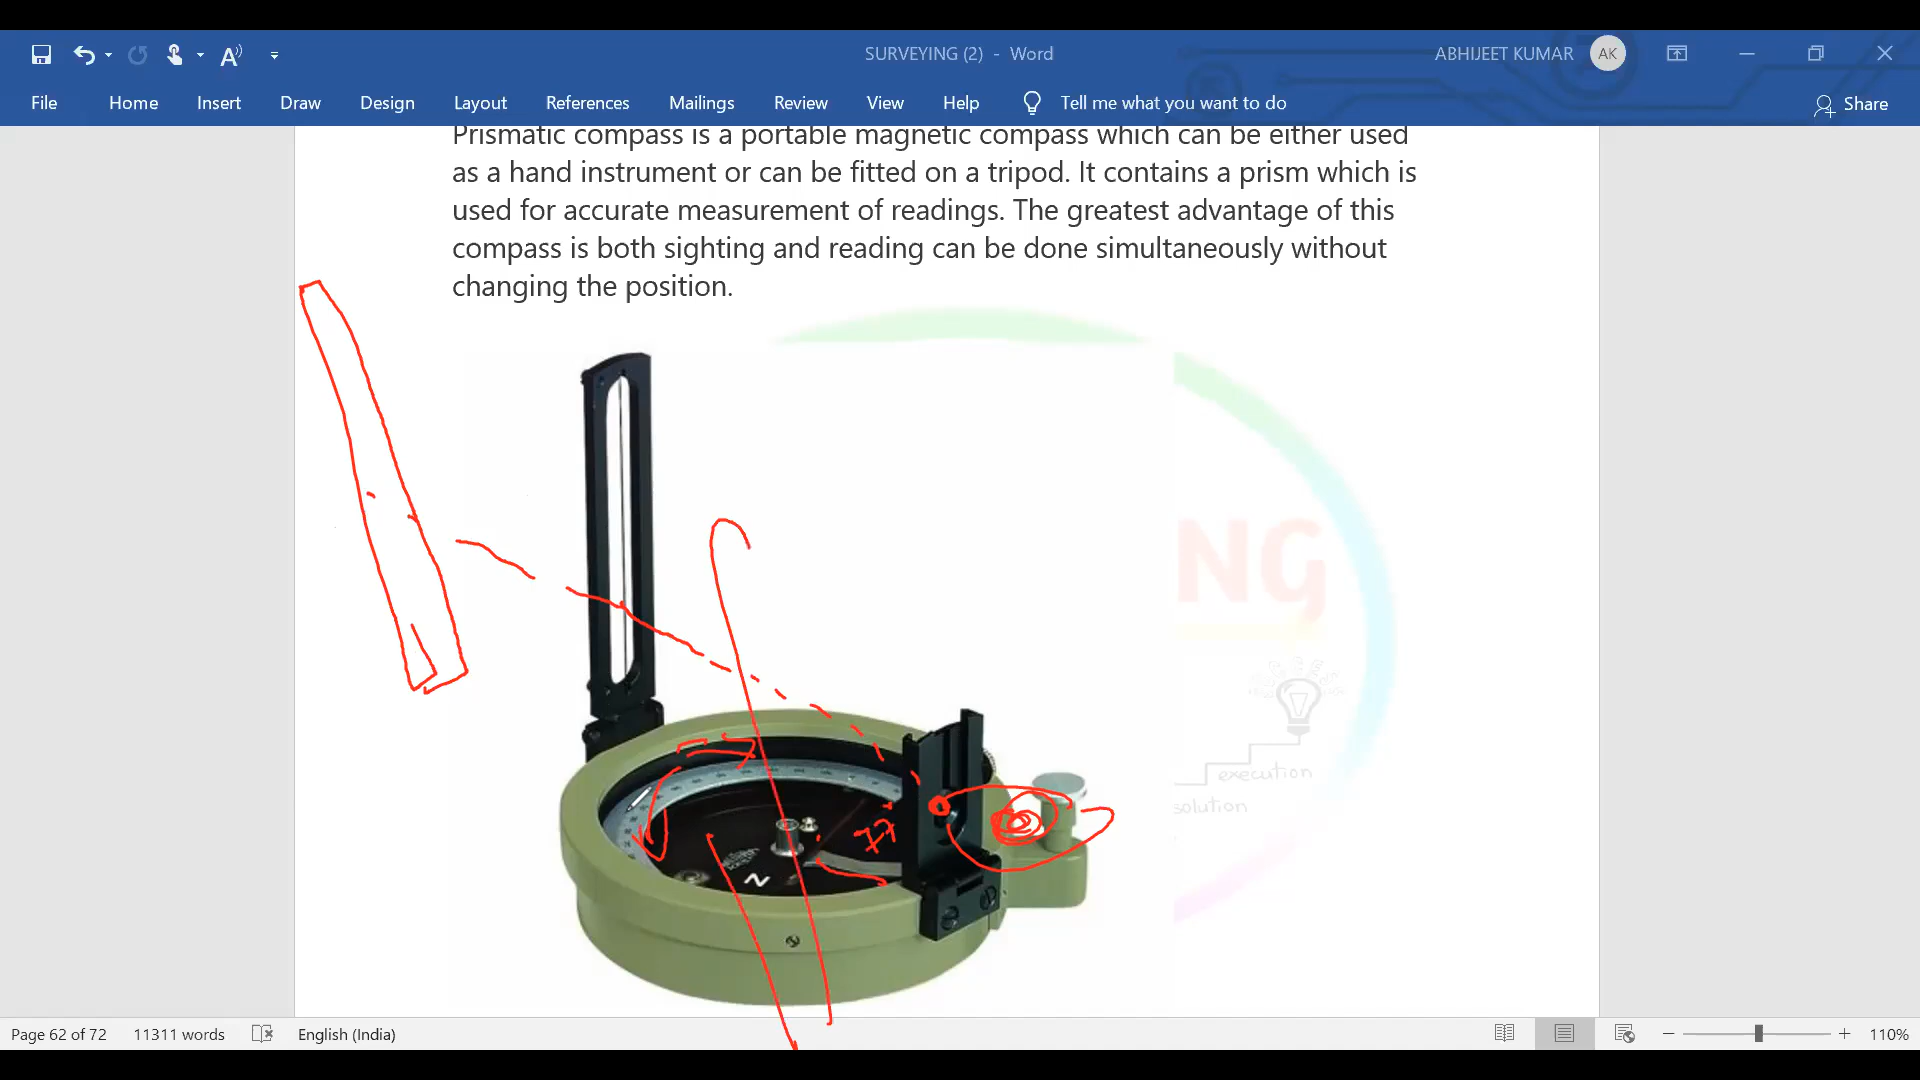 SURVEYING (2) - Word
ABHIJEET KUMAR AK
File Home Insert Draw Design Layout References Mailings Review View Help Tell me what you want to do Share
Prismatic compass is a portable magnetic compass which can be either used
as a hand instrument or can be fitted on a tripod. It contains a prism which is
used for accurate measurement of readings. The greatest advantage of this
compass is both sighting and reading can be done simultaneously without
changing the position.
NG
execution
solution
77
N
Page 62 of 72 11311 words English (India) 110%